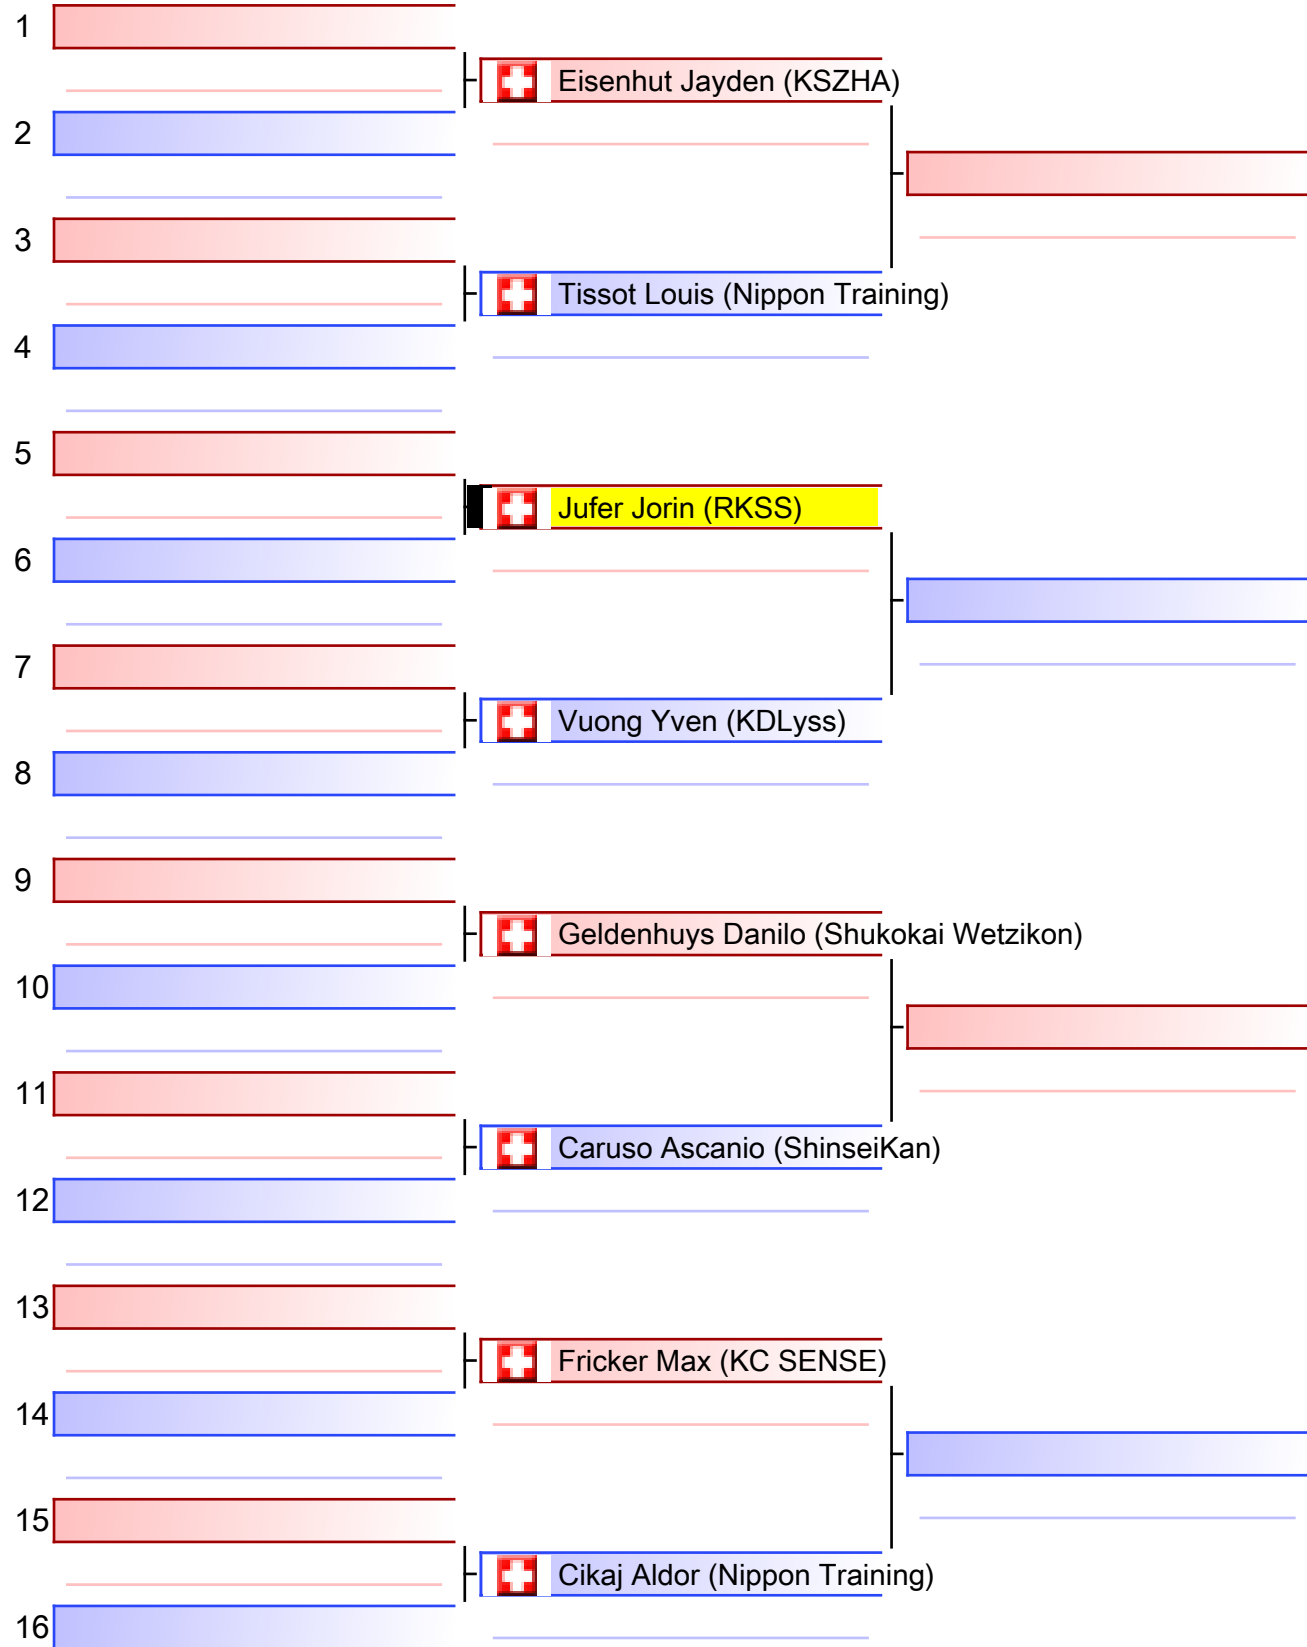 1
Eisenhut Jayden (KSZHA)
2
3
Tissot Louis (Nippon Training)
4
5
Jufer Jorin (RKSS)
6
7
Vuong Yven (KDLyss)
8
9
Geldenhuys Danilo (Shukokai Wetzikon)
10
11
Caruso Ascanio (ShinseiKan)
12
13
Fricker Max (KC SENSE)
14
15
Cikaj Aldor (Nippon Training)
16